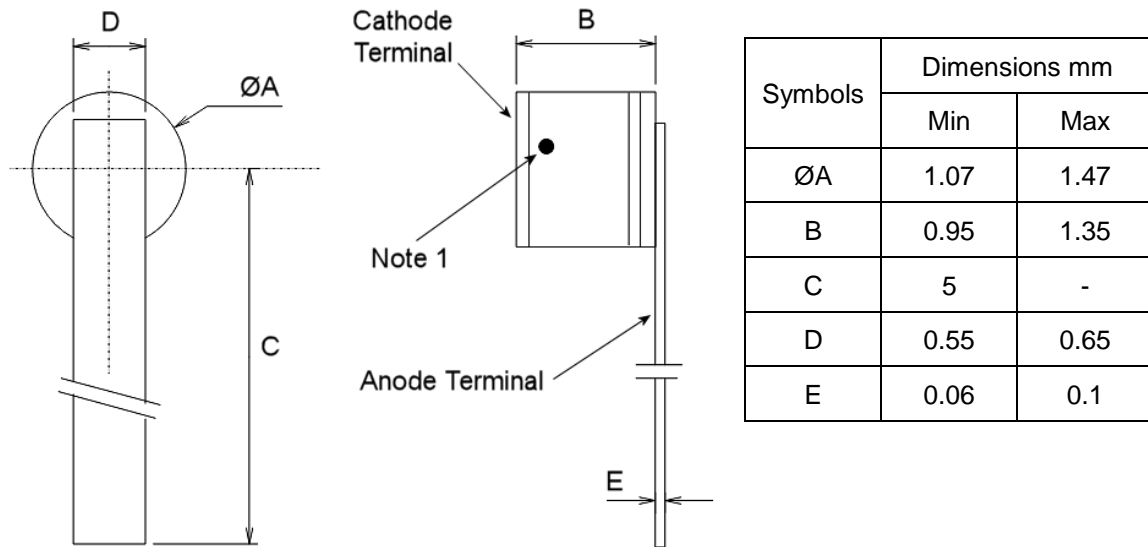 D
ØA
C
Cathode
Terminal
B
Note 1
Anode Terminal
E
Symbols Dimensions mm
Min Max
ØA 1.07 1.47
B 0.95 1.35
C 5 -
D 0.55 0.65
E 0.06 0.1